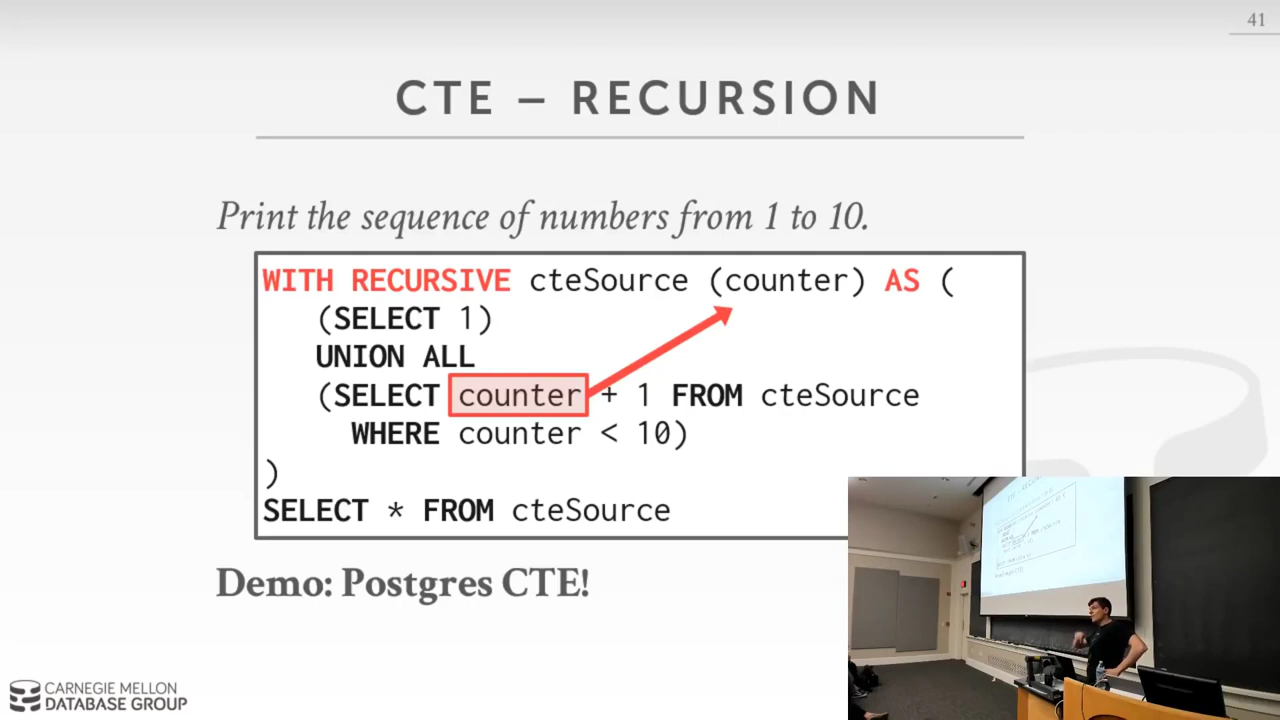 41
CTE – RECURSION
Print the sequence of numbers from 1 to 10.
WITH RECURSIVE cteSource (counter) AS (
(SELECT 1)
UNION ALL
(SELECT counter + 1 FROM cteSource
WHERE counter < 10)
)
SELECT * FROM cteSource
Demo: Postgres CTE!
CARNEGIE MELLON
DATABASE GROUP